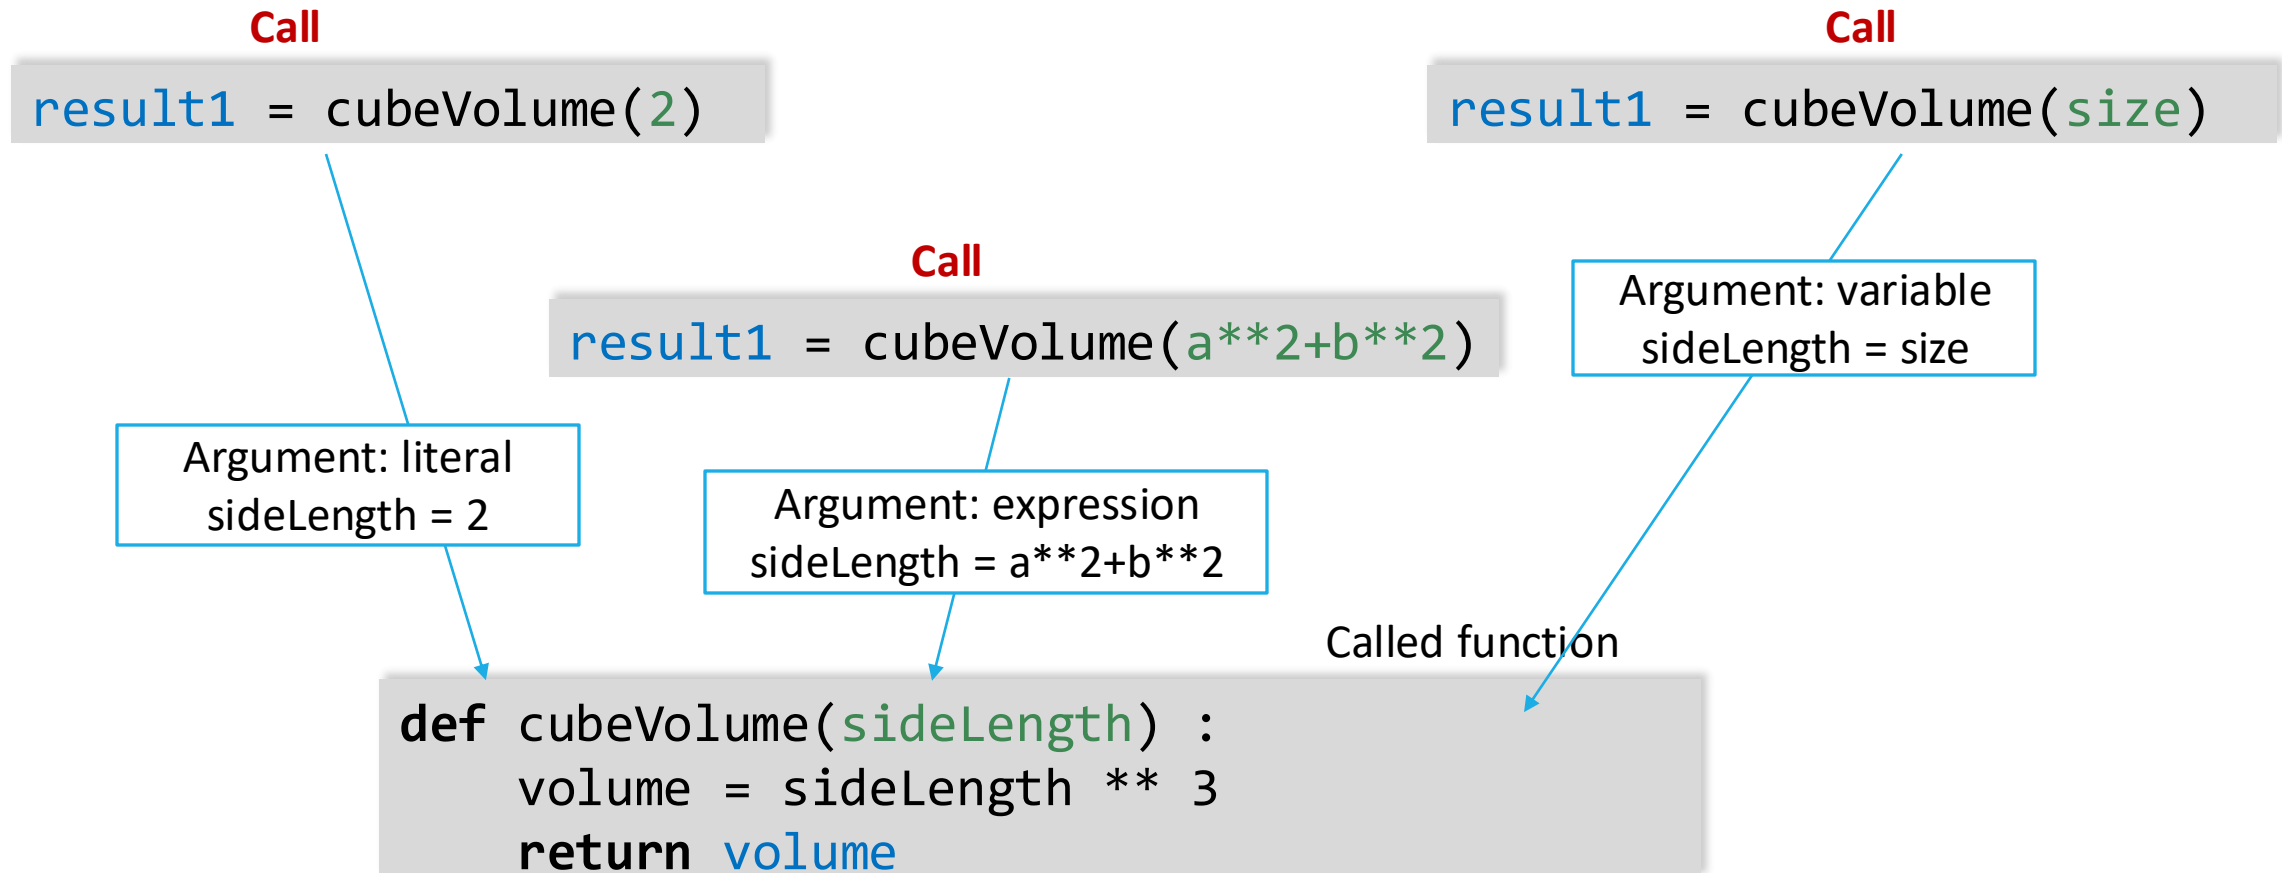 Call
result1 = cubeVolume(2)
Call
result1 = cubeVolume(size)
Call
result1 = cubeVolume(a**2+b**2)
Argument: variable
sideLength = size
Argument: literal
sideLength = 2
Argument: expression
sideLength = a**2+b**2
Called function
def cubeVolume(sideLength) :
    volume = sideLength ** 3
    return volume